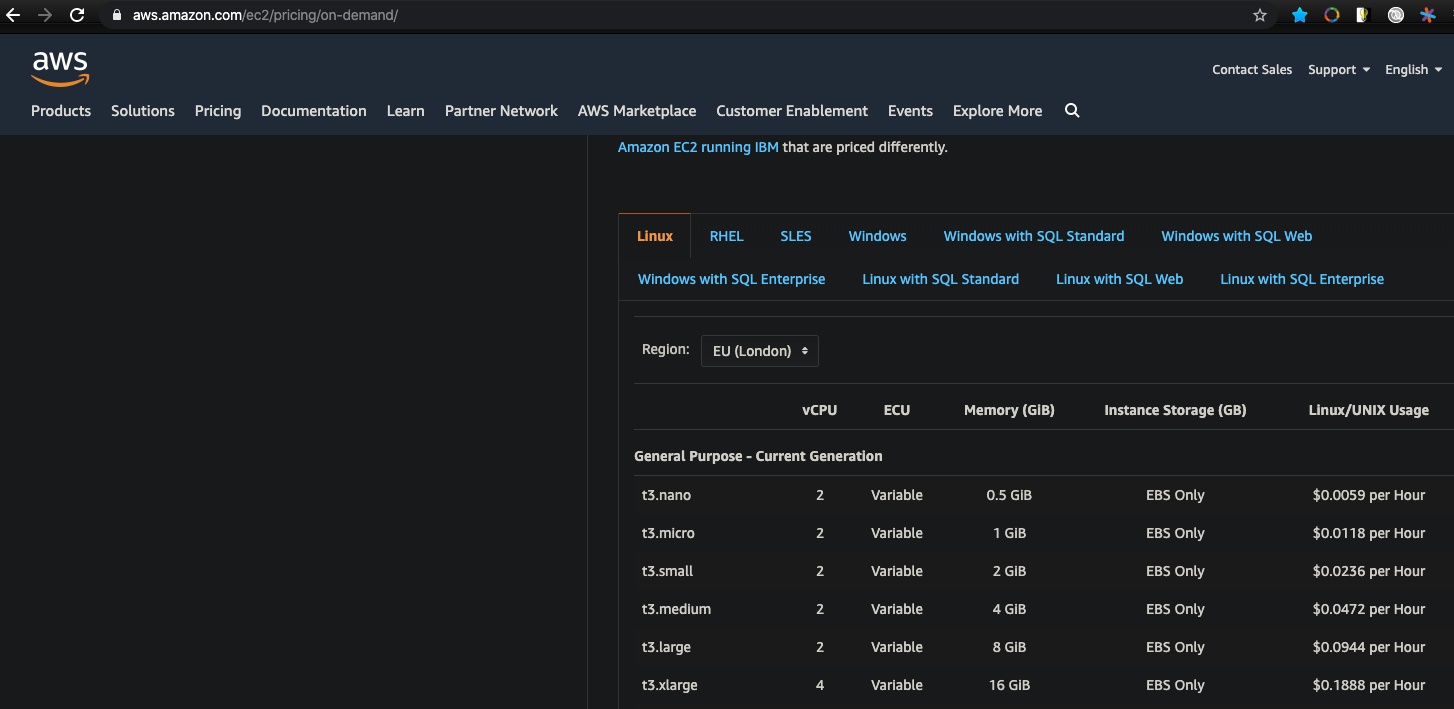 aws.amazon.com/ec2/pricing/on-demand/
aws
Contact Sales Support English
Products Solutions Pricing Documentation Learn Partner Network AWS Marketplace Customer Enablement Events Explore More
Amazon EC2 running IBM that are priced differently.
Linux RHEL SLES Windows Windows with SQL Standard Windows with SQL Web
Windows with SQL Enterprise Linux with SQL Standard Linux with SQL Web Linux with SQL Enterprise
Region: EU (London)
vCPU ECU Memory (GiB) Instance Storage (GB) Linux/UNIX Usage
General Purpose - Current Generation
t3.nano 2 Variable 0.5 GiB EBS Only $0.0059 per Hour
t3.micro 2 Variable 1 GiB EBS Only $0.0118 per Hour
t3.small 2 Variable 2 GiB EBS Only $0.0236 per Hour
t3.medium 2 Variable 4 GiB EBS Only $0.0472 per Hour
t3.large 2 Variable 8 GiB EBS Only $0.0944 per Hour
t3.xlarge 4 Variable 16 GiB EBS Only $0.1888 per Hour